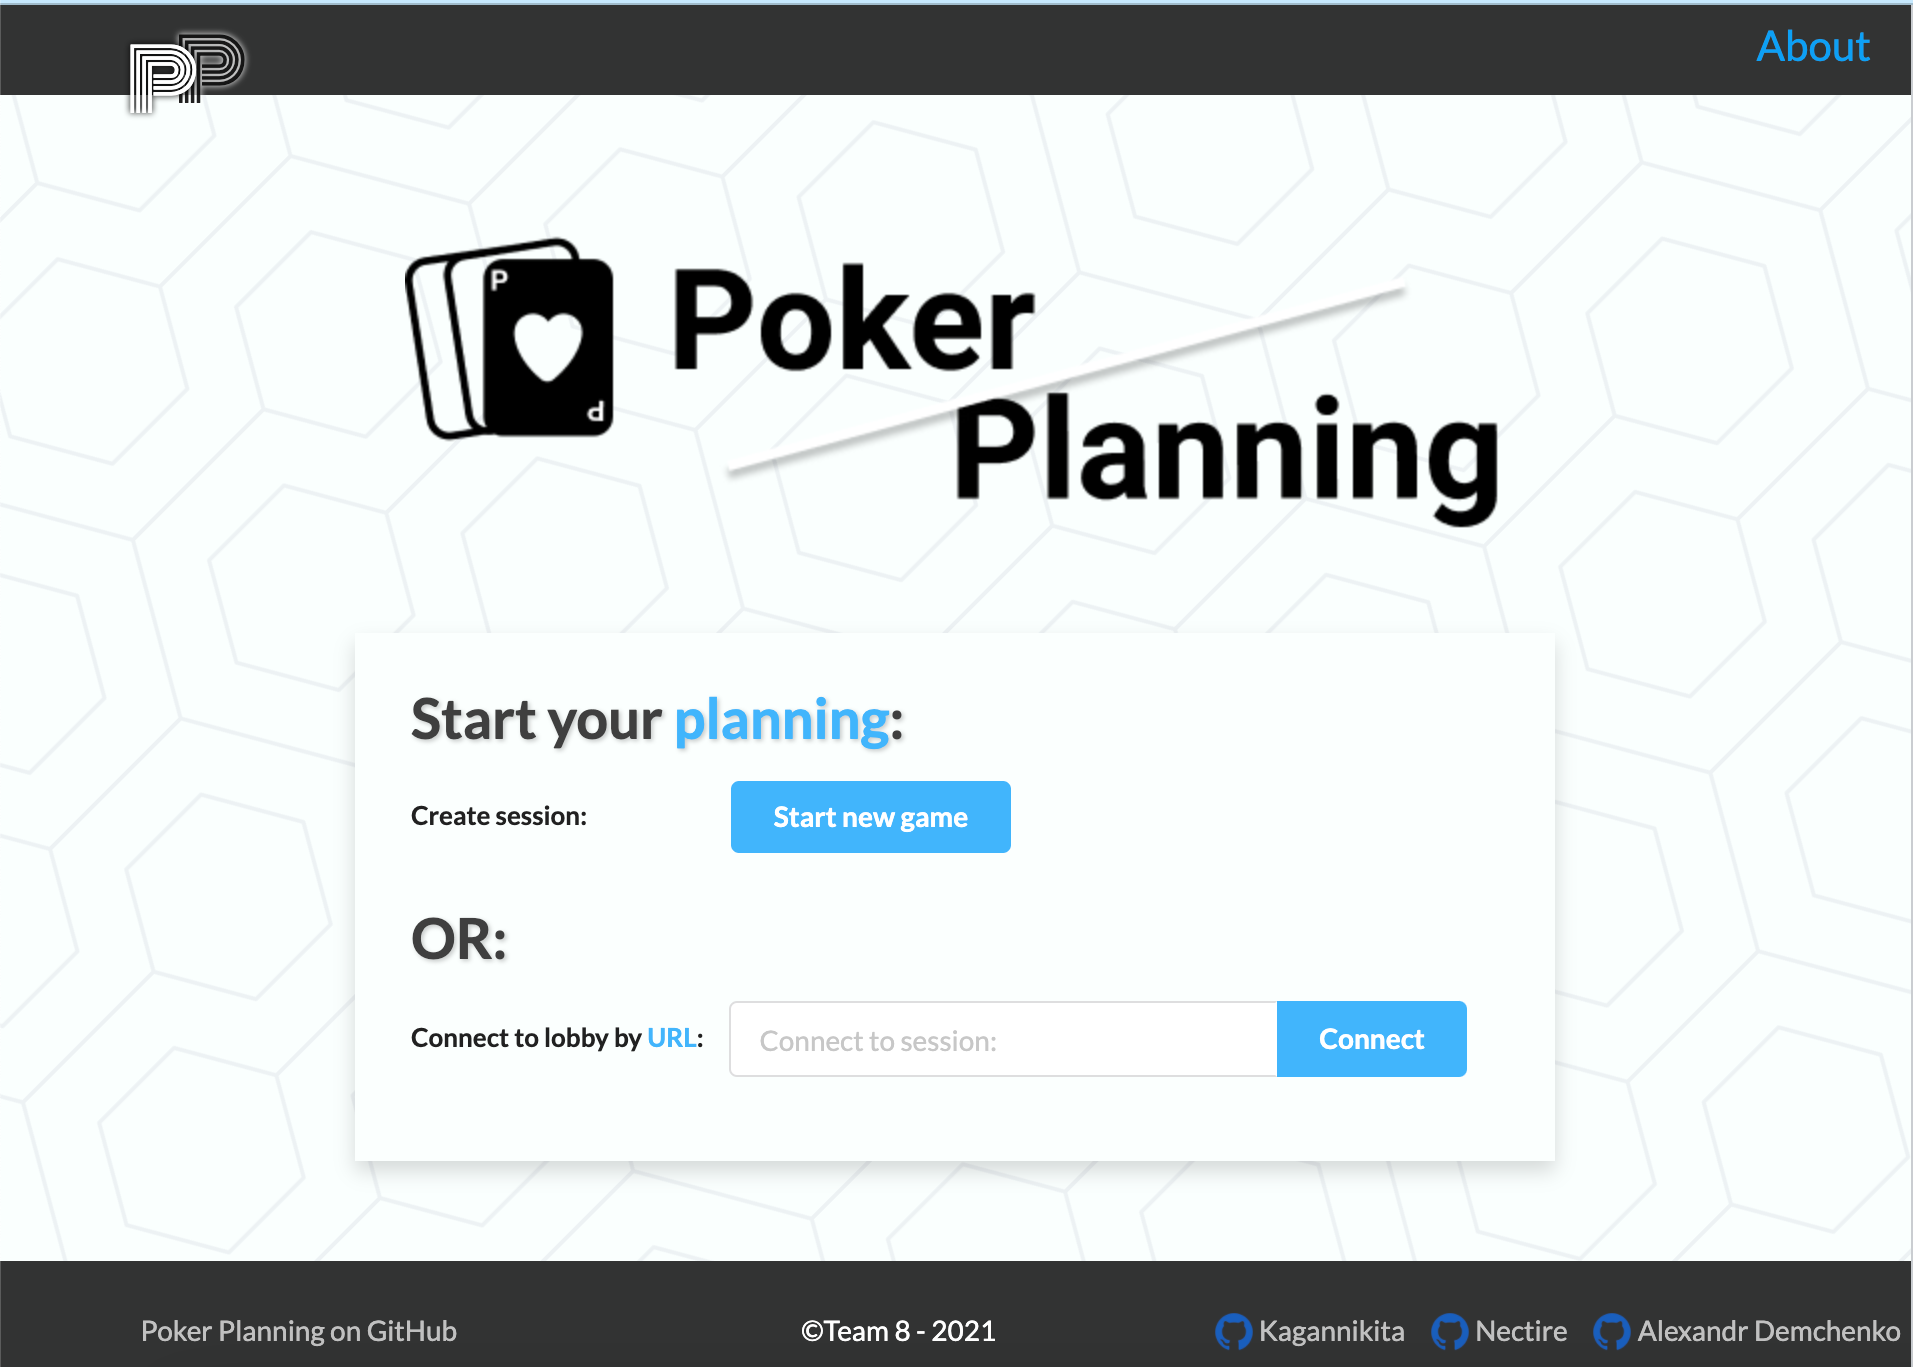 PP
About
P
Poker
Planning
P
Start your planning:
Create session:
Start new game
OR:
Connect to lobby by URL:
Connect to session:
Connect
Poker Planning on GitHub
©Team 8 - 2021
Kagannikita
Nectire
Alexandr Demchenko